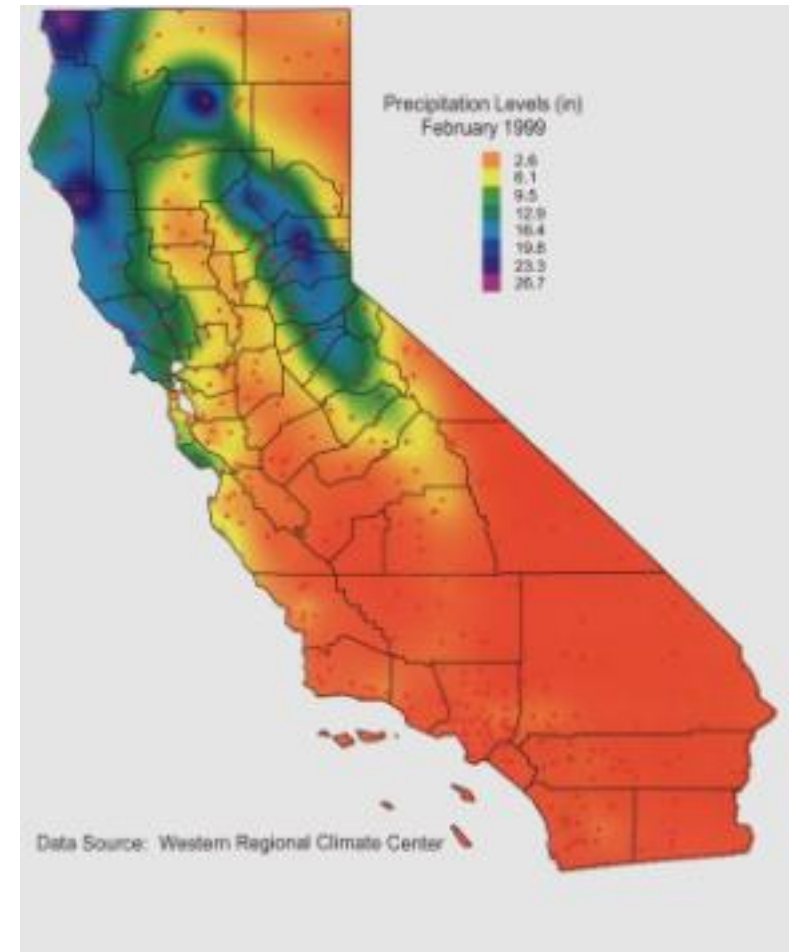 Precipitation Levels (in)
February 1999
2.6
6.1
9.5
12.9
16.4
19.8
23.3
26.7
Data Source: Western Regional Climate Center